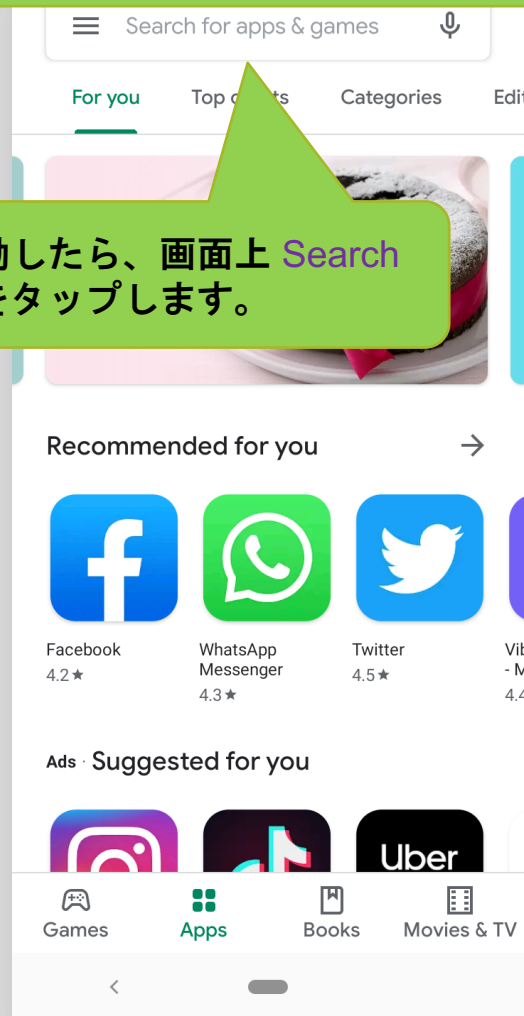 Search for apps & games
For you Top Categories
したら、画面上 Search
をタップします。
Recommended for you
Facebook WhatsApp Messenger Twitter
4.2★ 4.3★ 4.5★
Ads · Suggested for you
Uber
Games Apps Books Movies & TV